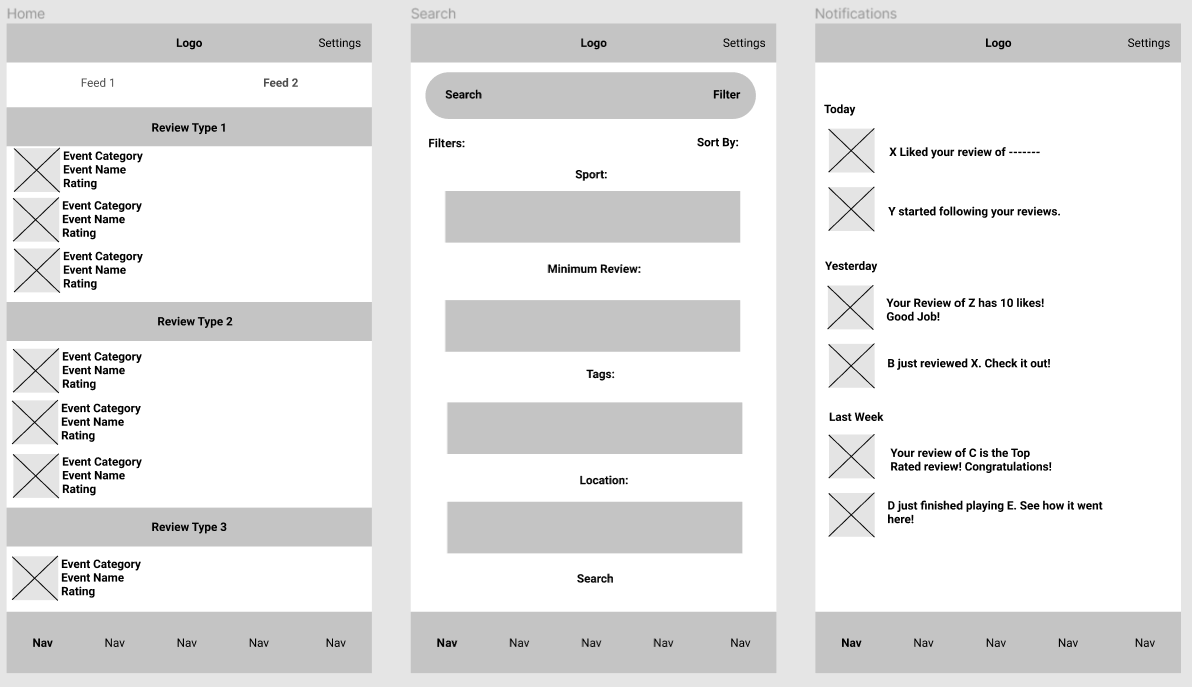 Home
Logo
Settings
Feed 1
Feed 2
Review Type 1
Event Category
Event Name
Rating
Event Category
Event Name
Rating
Event Category
Event Name
Rating
Review Type 2
Event Category
Event Name
Rating
Event Category
Event Name
Rating
Event Category
Event Name
Rating
Review Type 3
Event Category
Event Name
Rating
Nav Nav Nav Nav Nav
Search
Logo
Settings
Search
Filter
Filters:
Sort By:
Sport:
Minimum Review:
Tags:
Location:
Search
Nav Nav Nav Nav Nav
Notifications
Logo
Settings
Today
X Liked your review of -------
Y started following your reviews.
Yesterday
Your Review of Z has 10 likes!
Good Job!
B just reviewed X. Check it out!
Last Week
Your review of C is the Top
Rated review! Congratulations!
D just finished playing E. See how it went
here!
Nav Nav Nav Nav Nav